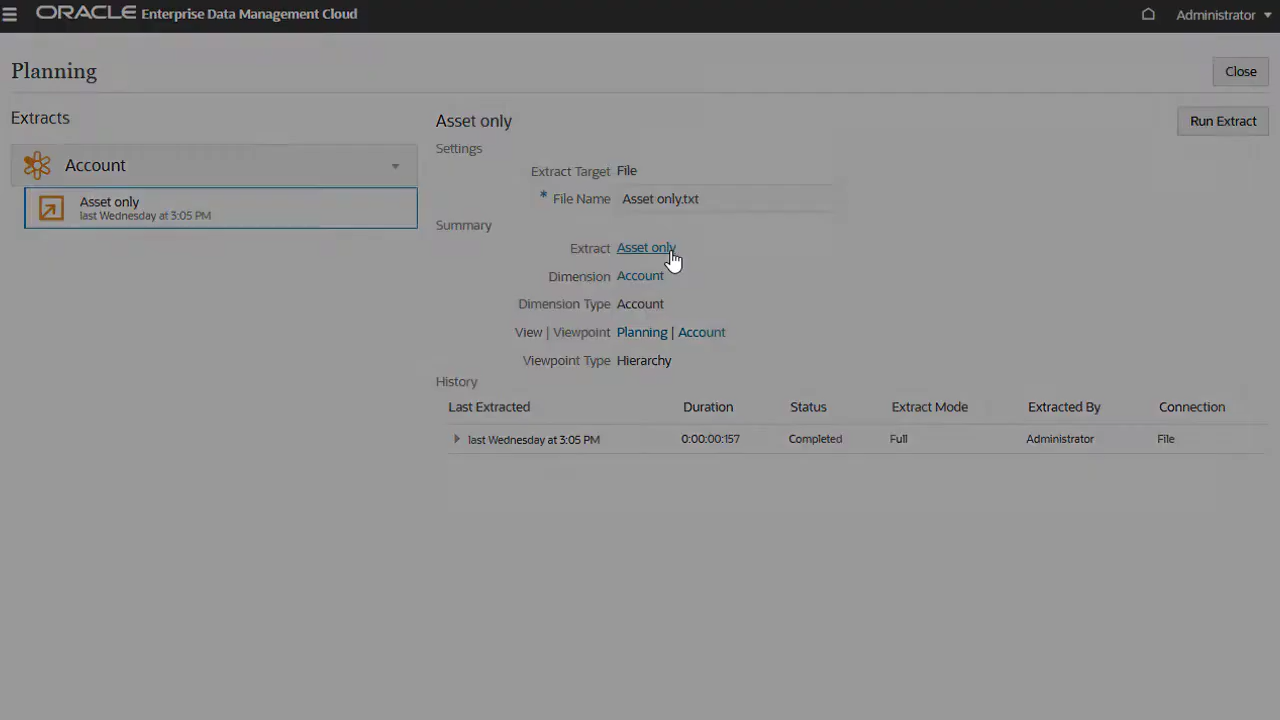 ORACLE Enterprise Data Management Cloud
Administrator
Planning
Close
Extracts
Account
Asset only
last Wednesday at 3:05 PM
Asset only
Run Extract
Settings
Extract Target File
* File Name Asset only.txt
Summary
Extract Asset only
Dimension Account
Dimension Type Account
View | Viewpoint Planning | Account
Viewpoint Type Hierarchy
History
Last Extracted Duration Status Extract Mode Extracted By Connection
last Wednesday at 3:05 PM 0:00:00:157 Completed Full Administrator File